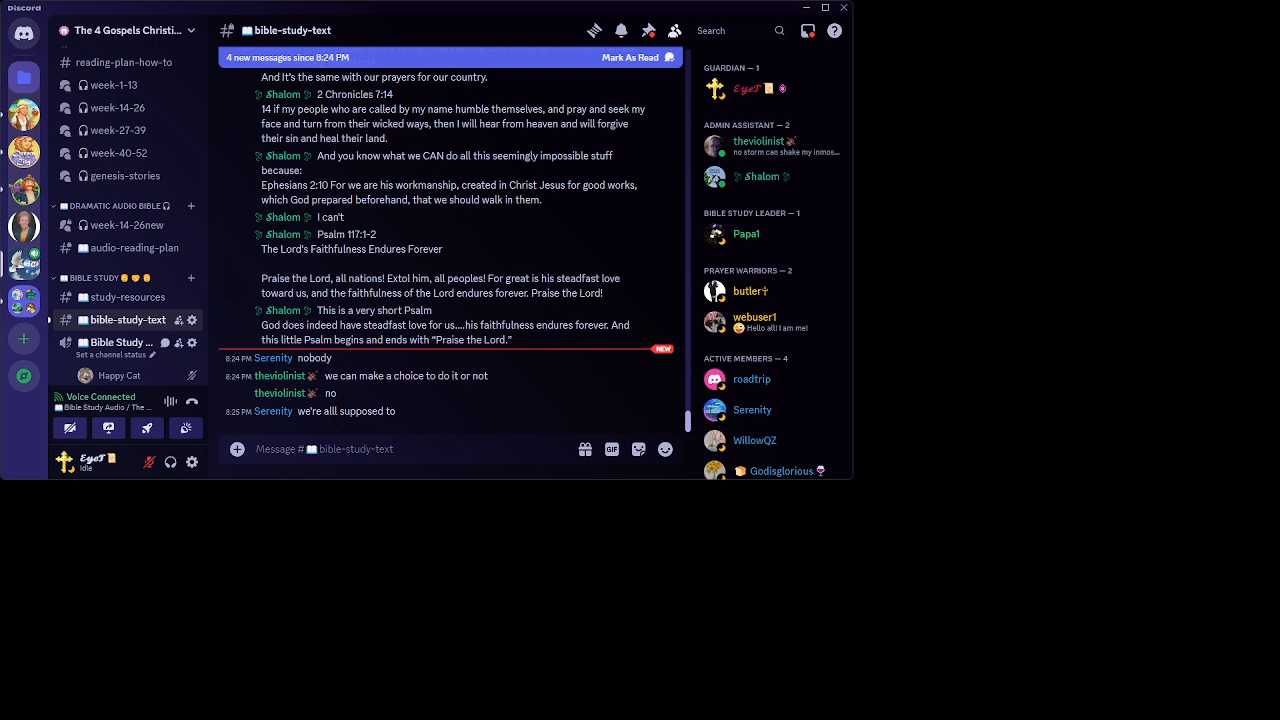 Discord
The 4 Gospels Christi...
reading-plan-how-to
week-1-13
week-14-26
week-27-39
week-40-52
genesis-stories
DRAMATIC AUDIO BIBLE
week-14-26new
audio-reading-plan
BIBLE STUDY
study-resources
bible-study-text
Bible Study ...
Set a channel status
Happy Cat
Voice Connected
Bible Study Audio / The ...
EyeT
Idle
bible-study-text
Search
4 new messages since 8:24 PM
Mark As Read
And It's the same with our prayers for our country.
Shalom 2 Chronicles 7:14
14 if my people who are called by my name humble themselves, and pray and seek my
face and turn from their wicked ways, then I will hear from heaven and will forgive
their sin and heal their land.
Shalom And you know what we CAN do all this seemingly impossible stuff
because:
Ephesians 2:10 For we are his workmanship, created in Christ Jesus for good works,
which God prepared beforehand, that we should walk in them.
Shalom I can't
Shalom Psalm 117:1-2
The Lord's Faithfulness Endures Forever
Praise the Lord, all nations! Extol him, all peoples! For great is his steadfast love
toward us, and the faithfulness of the Lord endures forever. Praise the Lord!
Shalom This is a very short Psalm
God does indeed have steadfast love for us....his faithfulness endures forever. And
this little Psalm begins and ends with “Praise the Lord.”
NEW
8:24 PM Serenity nobody
8:24 PM theviolinist we can make a choice to do it or not
theviolinist no
8:25 PM Serenity we're alll supposed to
Message # bible-study-text
GIF
GUARDIAN — 1
EyeT
ADMIN ASSISTANT — 2
theviolinist
no storm can shake my inmos...
Shalom
BIBLE STUDY LEADER — 1
Papa1
PRAYER WARRIORS — 2
butler✝
webuser1
Hello all! I am me!
ACTIVE MEMBERS — 4
roadtrip
Serenity
WillowQZ
Godisglorious